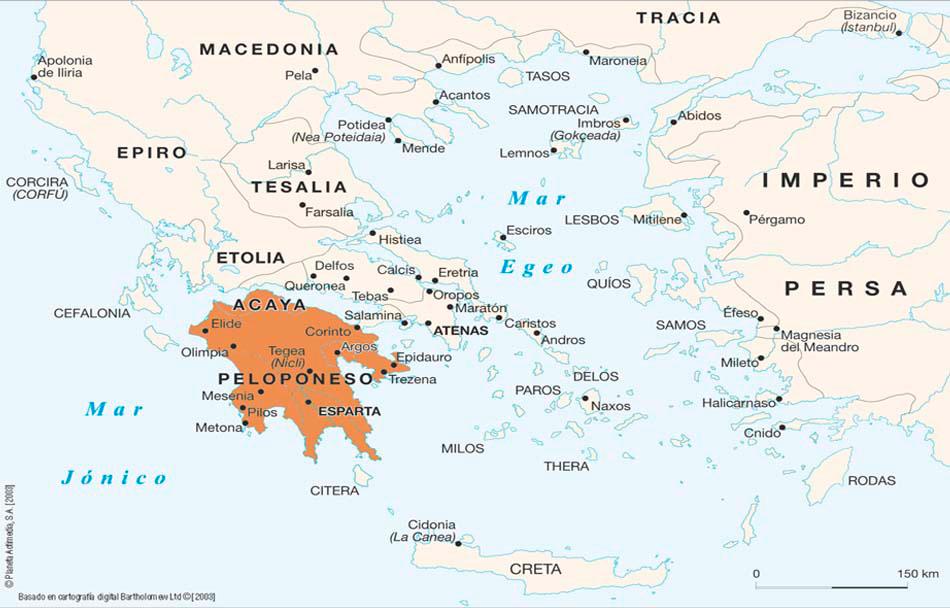 TRACIA
Bizancio
(İstanbul)
MACEDONIA
Apolonia
de Iliria
Pela
Anfípolis
Maroneia
TASOS
Acantos
SAMOTRACIA
Imbros
(Gokçeada)
Abidos
Potidea
(Nea Poteidaia)
Mende
Lemnos
EPIRO
Larisa
TESALIA
Farsalia
CORCIRA
(CORFÚ)
IMPERIO
Mar
LESBOS
Mitilene
Pérgamo
Esciros
Histiea
ETOLIA
Egeo
Delfos
Queronea
Calcis
Eretria
Tebas
Oropos
QUÍOS
PERSA
ACAYA
Maratón
CEFALONIA
Salamina
ATENAS
Caristos
Andros
Elide
Corinto
SAMOS
Éfeso
Magnesia
del Meandro
Olimpia
Tegea
(Nicli)
Argos
Epidauro
Trezena
Mileto
PELOPONESO
DELOS
PAROS
Naxos
Halicarnaso
Mesenia
Pilos
ESPARTA
Metona
Mar
Cnido
MILOS
Jónico
THERA
CITERA
RODAS
Cidonia
(La Canea)
CRETA
0
150 km
© Planeta Actimedia, S.A. [2003]
Basado en cartografía digital Bartholomew Ltd © [2003]